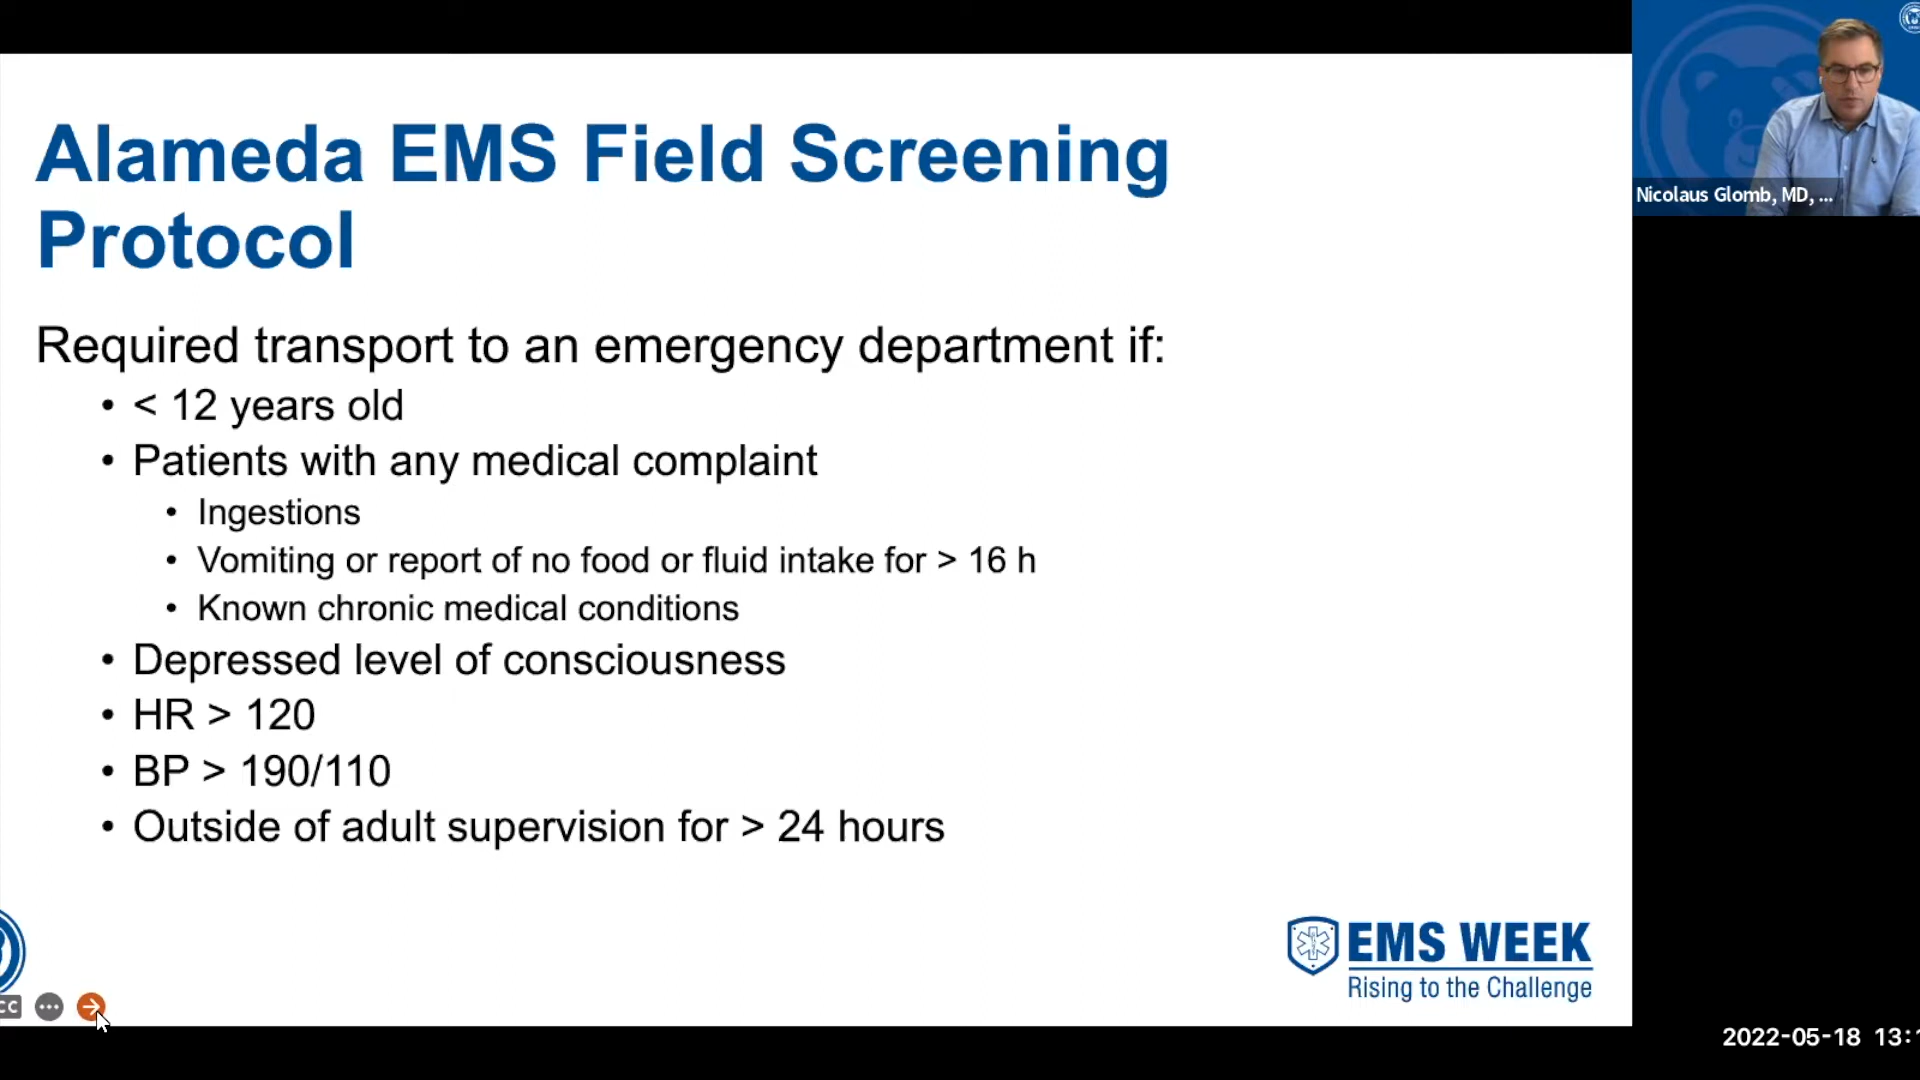 Alameda EMS Field Screening
Protocol
Required transport to an emergency department if:
• < 12 years old
• Patients with any medical complaint
• Ingestions
• Vomiting or report of no food or fluid intake for > 16 h
• Known chronic medical conditions
• Depressed level of consciousness
• HR > 120
• BP > 190/110
• Outside of adult supervision for > 24 hours
EMS WEEK
Rising to the Challenge
CC
Nicolaus Glomb, MD, ...
2022-05-18 13:1